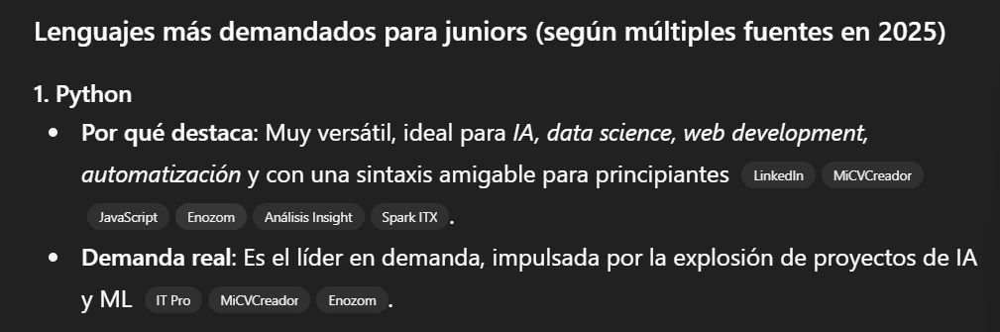 Lenguajes más demandados para juniors (según múltiples fuentes en 2025)
1. Python
• Por qué destaca: Muy versátil, ideal para IA, data science, web development,
automatización y con una sintaxis amigable para principiantes LinkedIn MiCVCreador
JavaScript Enozom Análisis Insight Spark ITX .
• Demanda real: Es el líder en demanda, impulsada por la explosión de proyectos de IA
y ML IT Pro MiCVCreador Enozom .